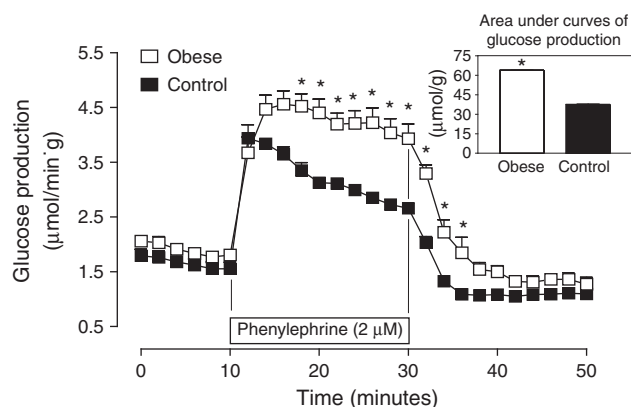 Area under curves of
glucose production
(μmol/g)
75
60
45
30
15
0
*
Obese Control
Obese
Control
Glucose production
(μmol/min˙g)
5.5
4.5
3.5
2.5
1.5
0.5
* * * * * * *
*
*
*
Phenylephrine (2 μM)
0 10 20 30 40 50
Time (minutes)